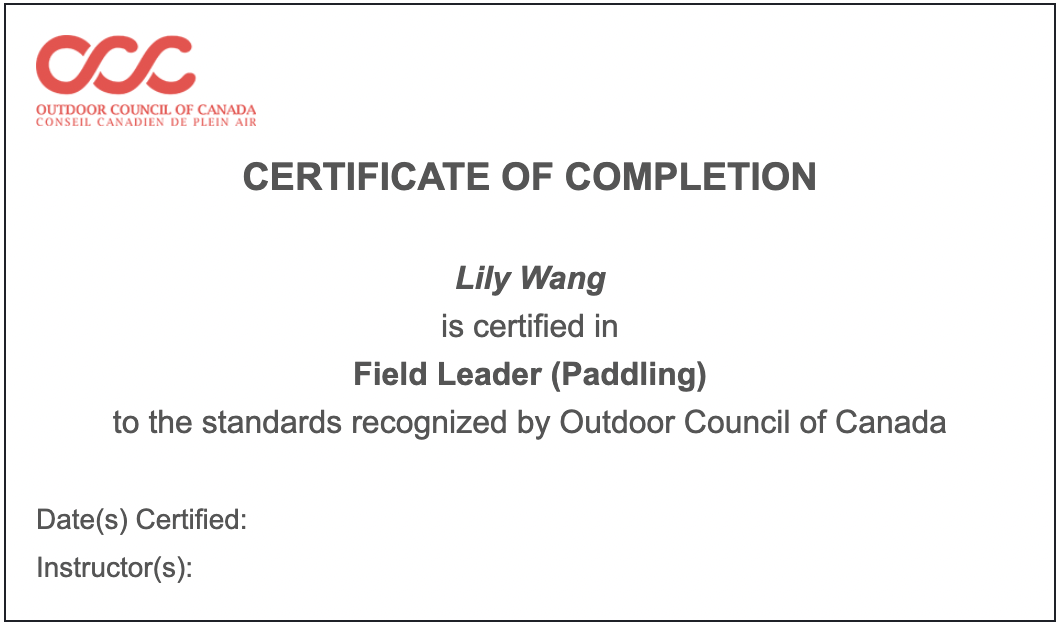 OUTDOOR COUNCIL OF CANADA
CONSEIL CANADIEN DE PLEIN AIR
CERTIFICATE OF COMPLETION
Lily Wang
is certified in
Field Leader (Paddling)
to the standards recognized by Outdoor Council of Canada
Date(s) Certified:
Instructor(s):